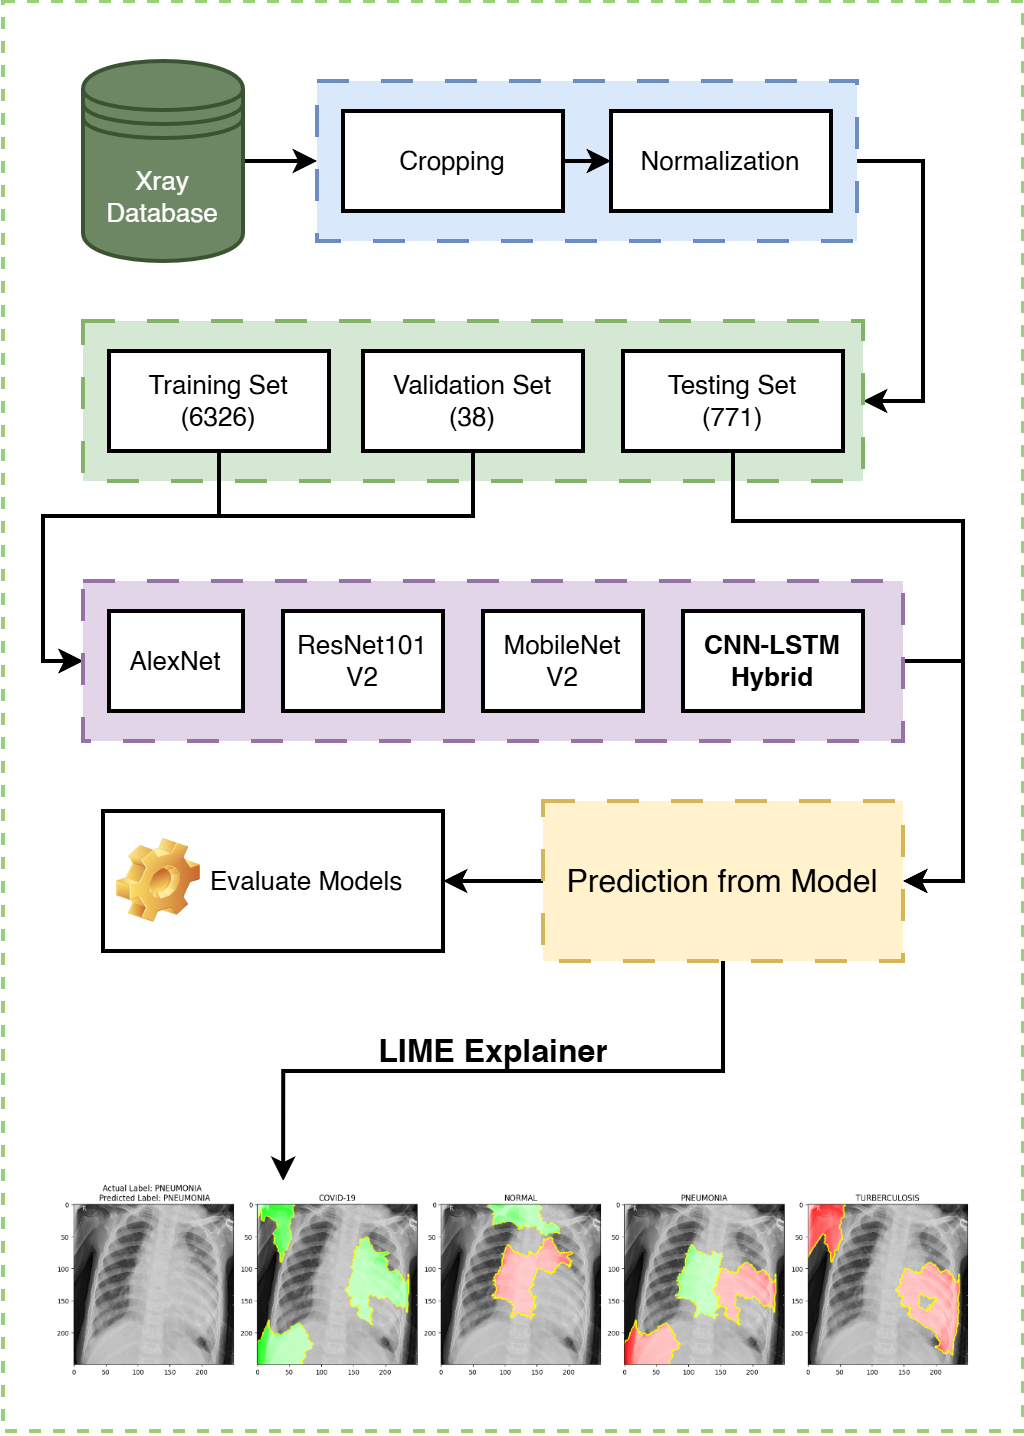 Xray
Database
Cropping
Normalization
Training Set
(6326)
Validation Set
(38)
Testing Set
(771)
AlexNet
ResNet101
V2
MobileNet
V2
CNN-LSTM
Hybrid
Evaluate Models
Prediction from Model
LIME Explainer
Actual Label: PNEUMONIA
Predicted Label: PNEUMONIA
COVID-19
NORMAL
PNEUMONIA
TURBERCULOSIS
0
50
100
150
200
0 50 100 150 200
0
50
100
150
200
0 50 100 150 200
0
50
100
150
200
0 50 100 150 200
0
50
100
150
200
0 50 100 150 200
0
50
100
150
200
0 50 100 150 200